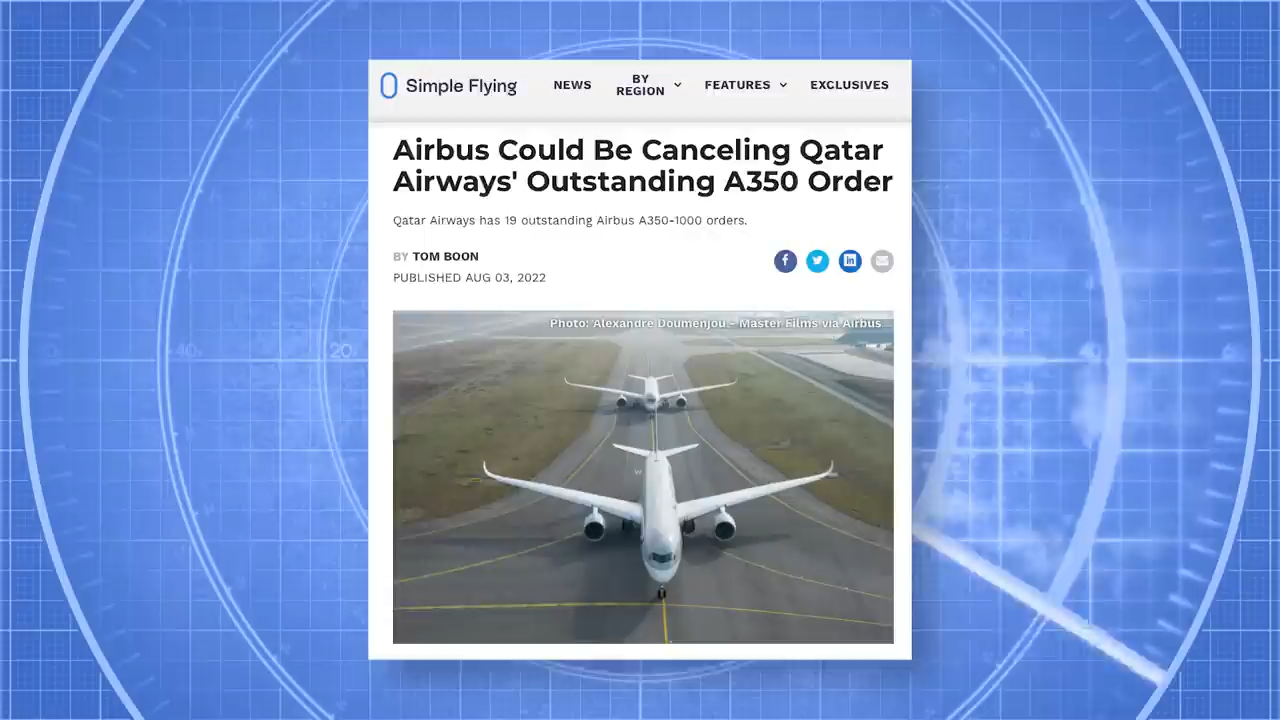 Simple Flying
NEWS
BY
REGION
FEATURES
EXCLUSIVES
Airbus Could Be Canceling Qatar
Airways' Outstanding A350 Order
Qatar Airways has 19 outstanding Airbus A350-1000 orders.
BY TOM BOON
PUBLISHED AUG 03, 2022
Photo: Alexandre Doumenjou - Master Films via Airbus
40
20